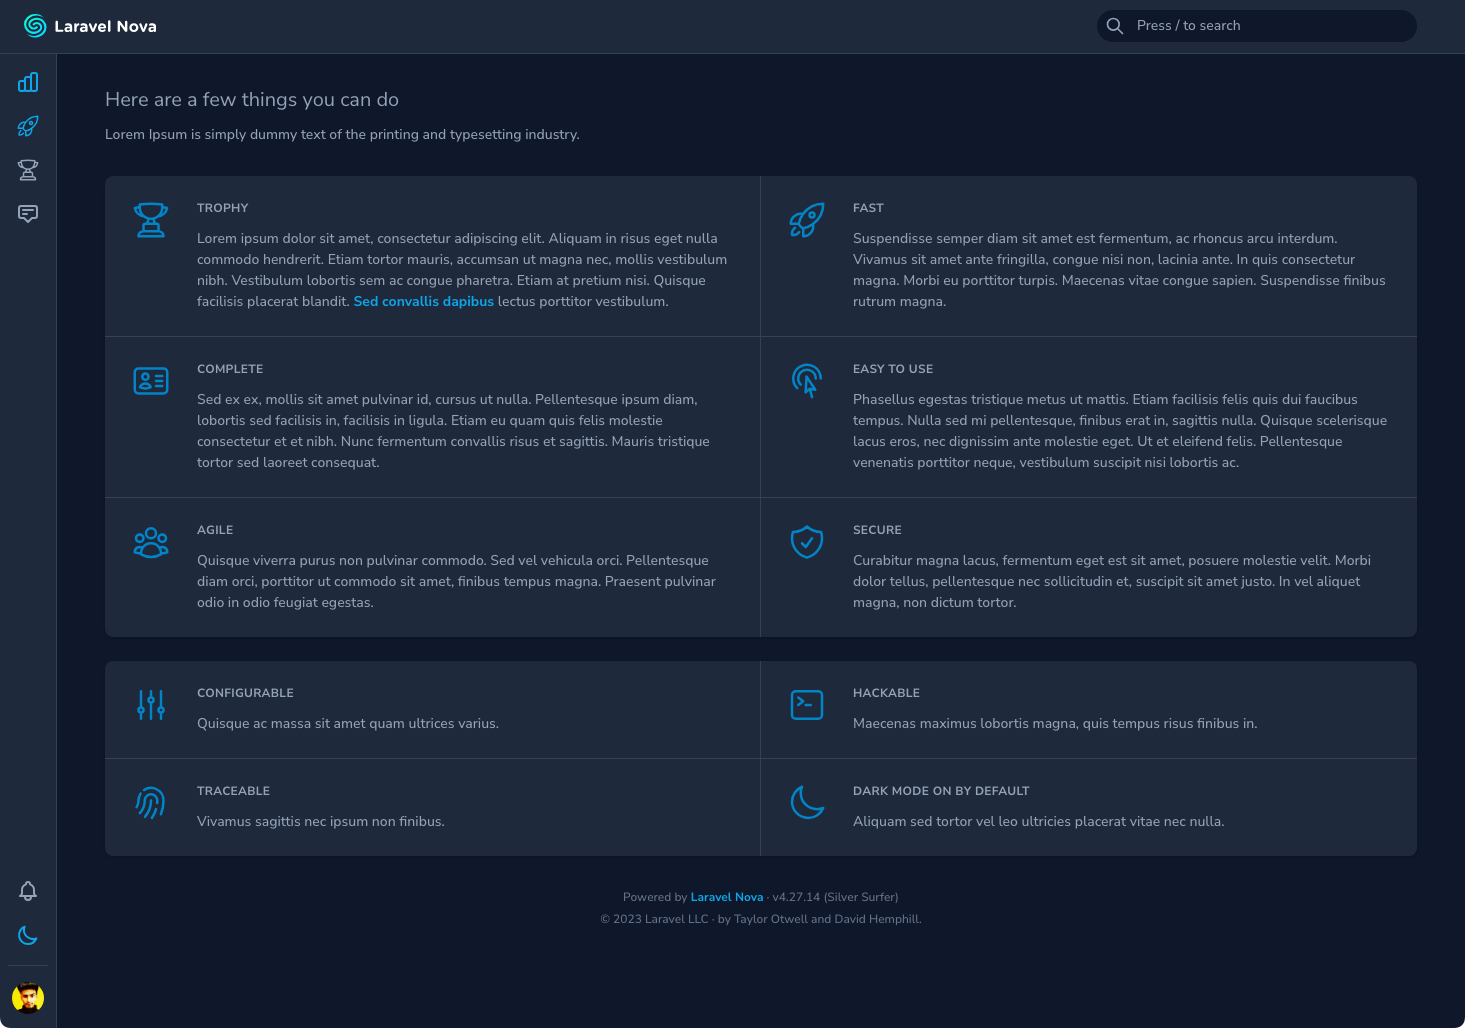 Laravel Nova
Press / to search
Here are a few things you can do
Lorem Ipsum is simply dummy text of the printing and typesetting industry.
TROPHY
Lorem ipsum dolor sit amet, consectetur adipiscing elit. Aliquam in risus eget nulla
commodo hendrerit. Etiam tortor mauris, accumsan ut magna nec, mollis vestibulum
nibh. Vestibulum lobortis sem ac congue pharetra. Etiam at pretium nisi. Quisque
facilisis placerat blandit. Sed convallis dapibus lectus porttitor vestibulum.
FAST
Suspendisse semper diam sit amet est fermentum, ac rhoncus arcu interdum.
Vivamus sit amet ante fringilla, congue nisi non, lacinia ante. In quis consectetur
magna. Morbi eu porttitor turpis. Maecenas vitae congue sapien. Suspendisse finibus
rutrum magna.
COMPLETE
Sed ex ex, mollis sit amet pulvinar id, cursus ut nulla. Pellentesque ipsum diam,
lobortis sed facilisis in, facilisis in ligula. Etiam eu quam quis felis molestie
consectetur et et nibh. Nunc fermentum convallis risus et sagittis. Mauris tristique
tortor sed laoreet consequat.
EASY TO USE
Phasellus egestas tristique metus ut mattis. Etiam facilisis felis quis dui faucibus
tempus. Nulla sed mi pellentesque, finibus erat in, sagittis nulla. Quisque scelerisque
lacus eros, nec dignissim ante molestie eget. Ut et eleifend felis. Pellentesque
venenatis porttitor neque, vestibulum suscipit nisi lobortis ac.
AGILE
Quisque viverra purus non pulvinar commodo. Sed vel vehicula orci. Pellentesque
diam orci, porttitor ut commodo sit amet, finibus tempus magna. Praesent pulvinar
odio in odio feugiat egestas.
SECURE
Curabitur magna lacus, fermentum eget est sit amet, posuere molestie velit. Morbi
dolor tellus, pellentesque nec sollicitudin et, suscipit sit amet justo. In vel aliquet
magna, non dictum tortor.
CONFIGURABLE
Quisque ac massa sit amet quam ultrices varius.
HACKABLE
Maecenas maximus lobortis magna, quis tempus risus finibus in.
TRACEABLE
Vivamus sagittis nec ipsum non finibus.
DARK MODE ON BY DEFAULT
Aliquam sed tortor vel leo ultricies placerat vitae nec nulla.
Powered by Laravel Nova · v4.27.14 (Silver Surfer)
© 2023 Laravel LLC · by Taylor Otwell and David Hemphill.